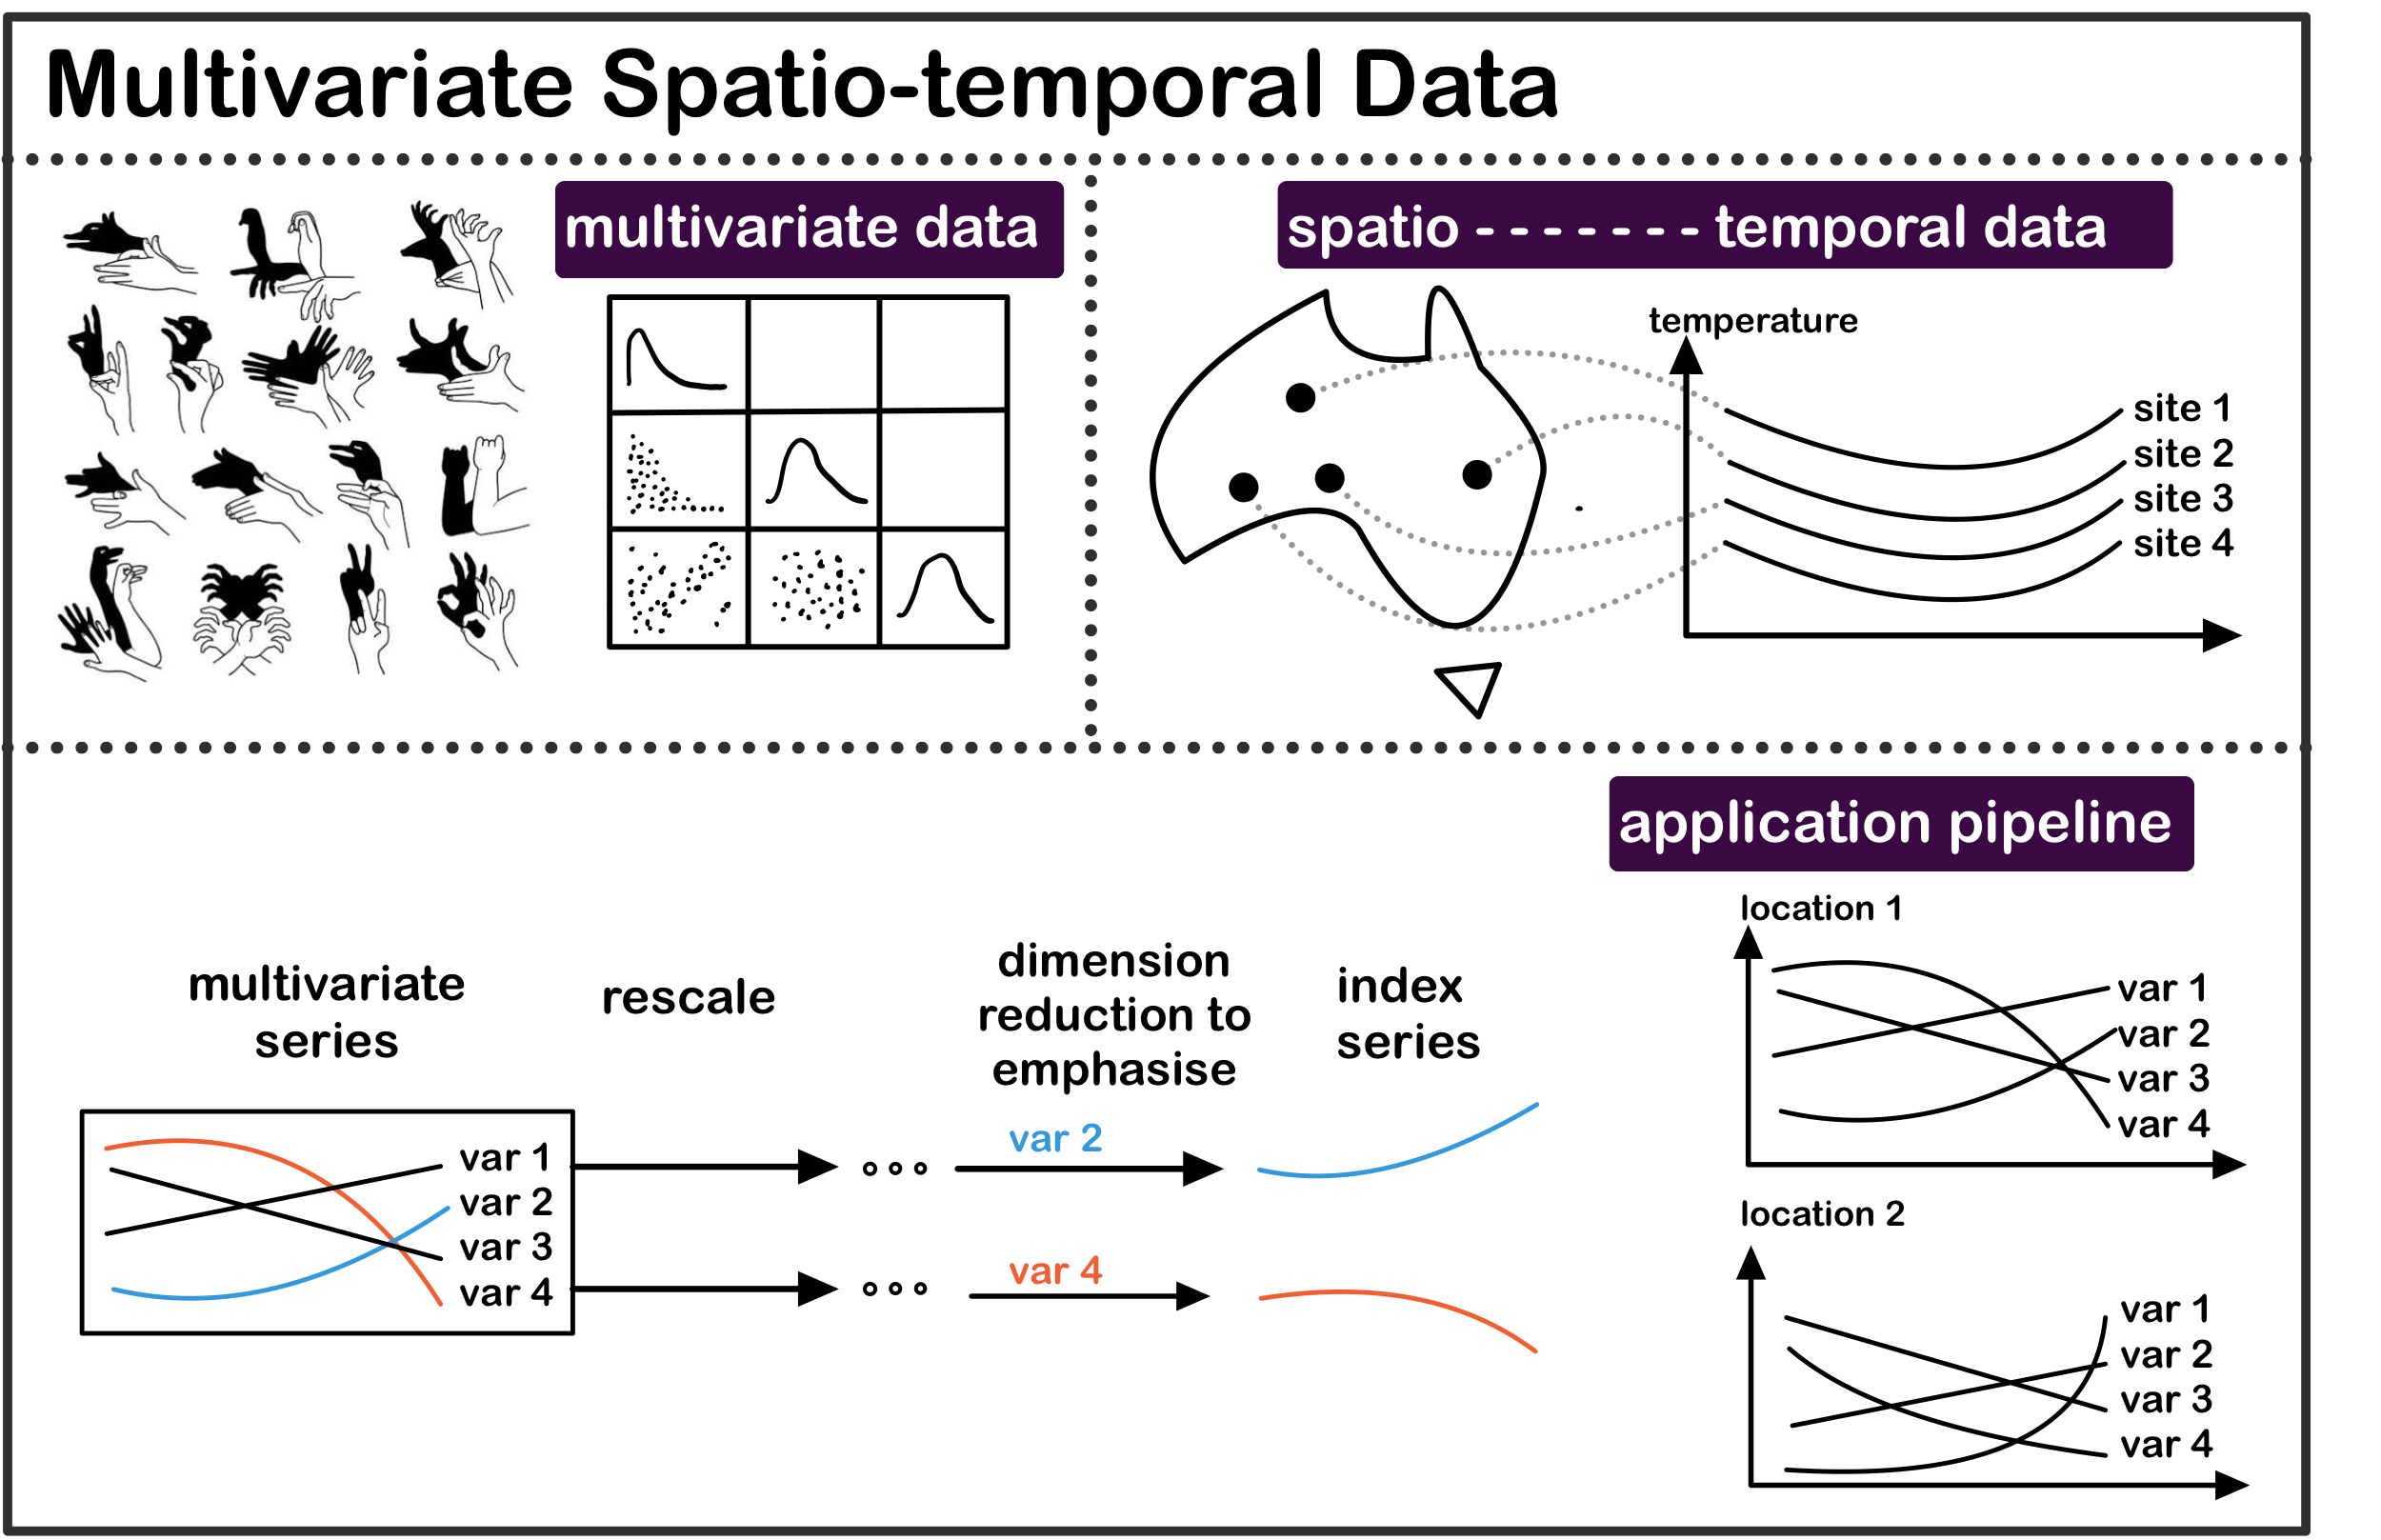 Multivariate Spatio-temporal Data
multivariate data
spatio - - - - - - - temporal data
temperature
site 1
site 2
site 3
site 4
application pipeline
multivariate
series
rescale
dimension
reduction to
emphasise
index
series
var 1
var 2
var 3
var 4
var 2
var 4
location 1
var 1
var 2
var 3
var 4
location 2
var 1
var 2
var 3
var 4